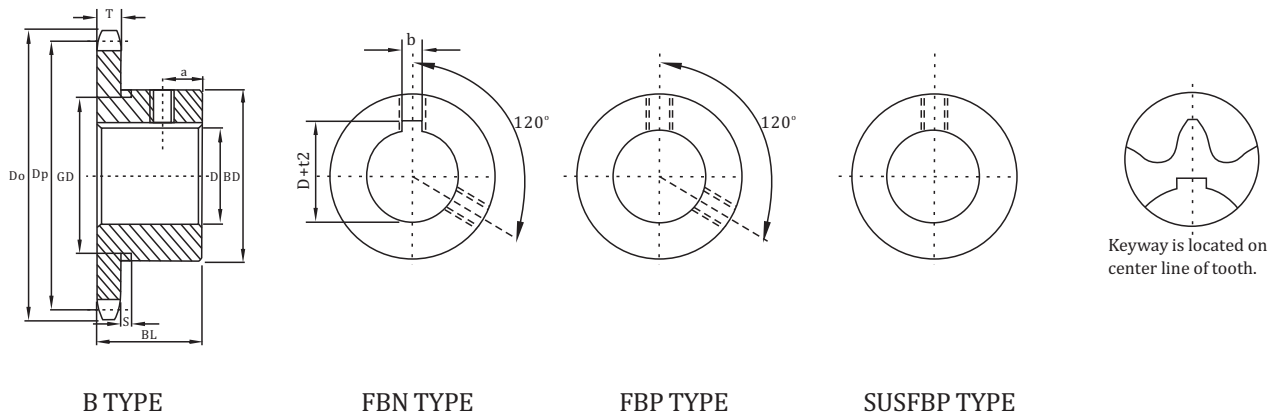 T
a
Do
Dp
GD
D
BD
S
BL
b
120°
D+t2
120°
Keyway is located on
center line of tooth.
B TYPE
FBN TYPE
FBP TYPE
SUSFBP TYPE